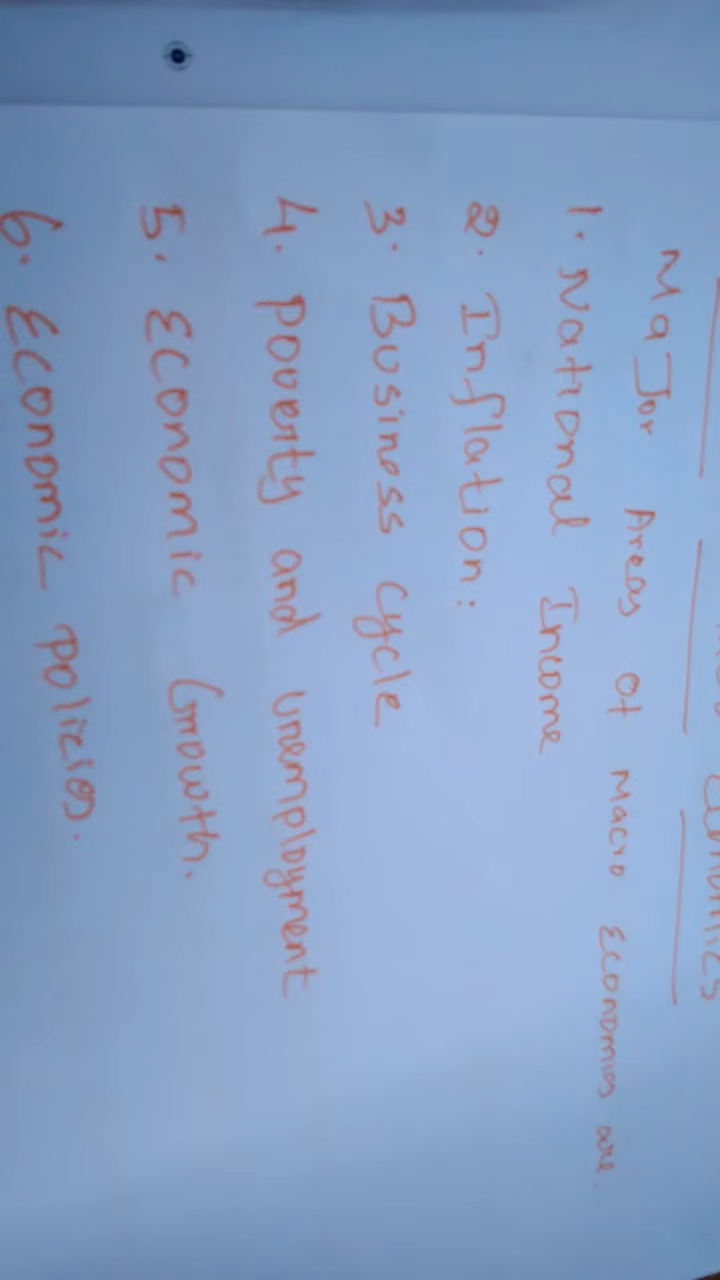 Economics
MaJor Areas Of Macro Economics are.
1. National Income
2. Inflation:
3. Business cycle
4. Poverty and Unemployment
5. Economic Growth.
6. Economic policies.